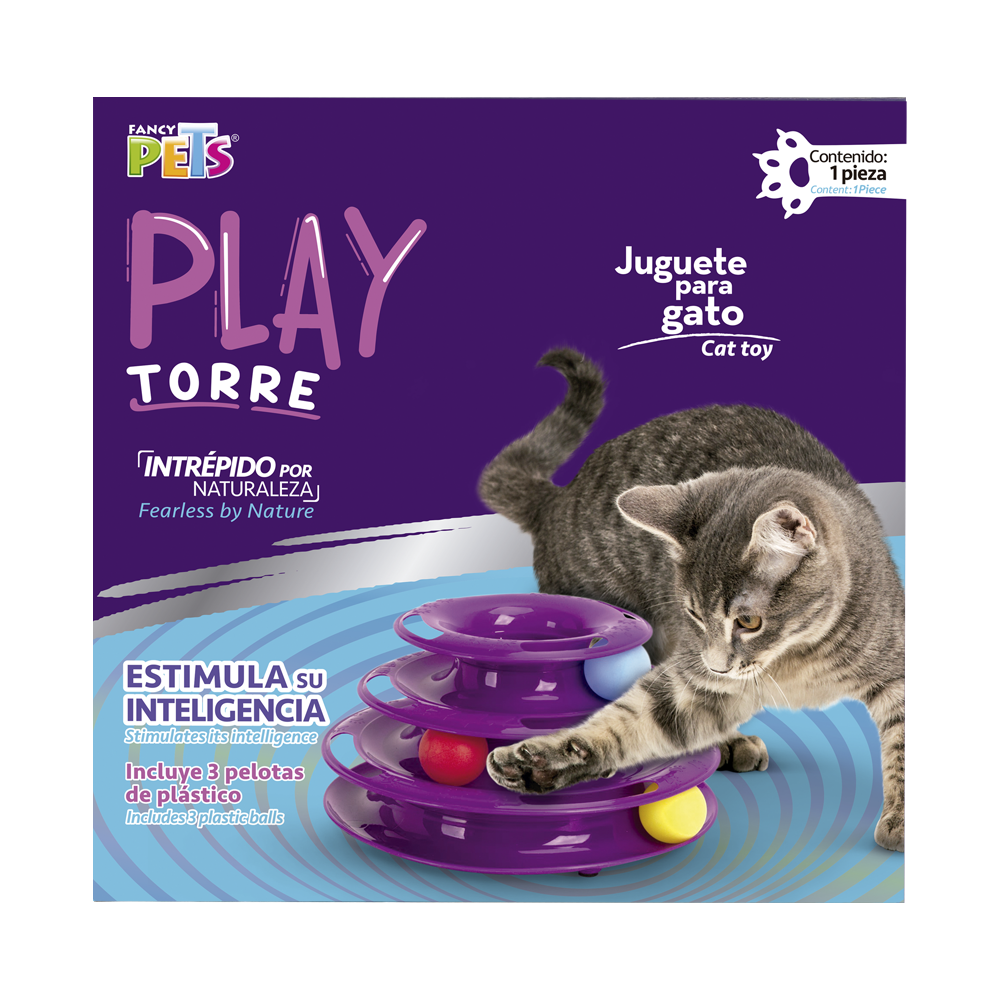 FANCY
PETS®
Contenido:
1 pieza
Content: 1Piece
PLAY
TORRE
Juguete
para
gato
Cat toy
INTRÉPIDO POR
NATURALEZA
Fearless by Nature
ESTIMULA SU
INTELIGENCIA
Stimulates its intelligence
Incluye 3 pelotas
de plástico
Includes 3 plastic balls